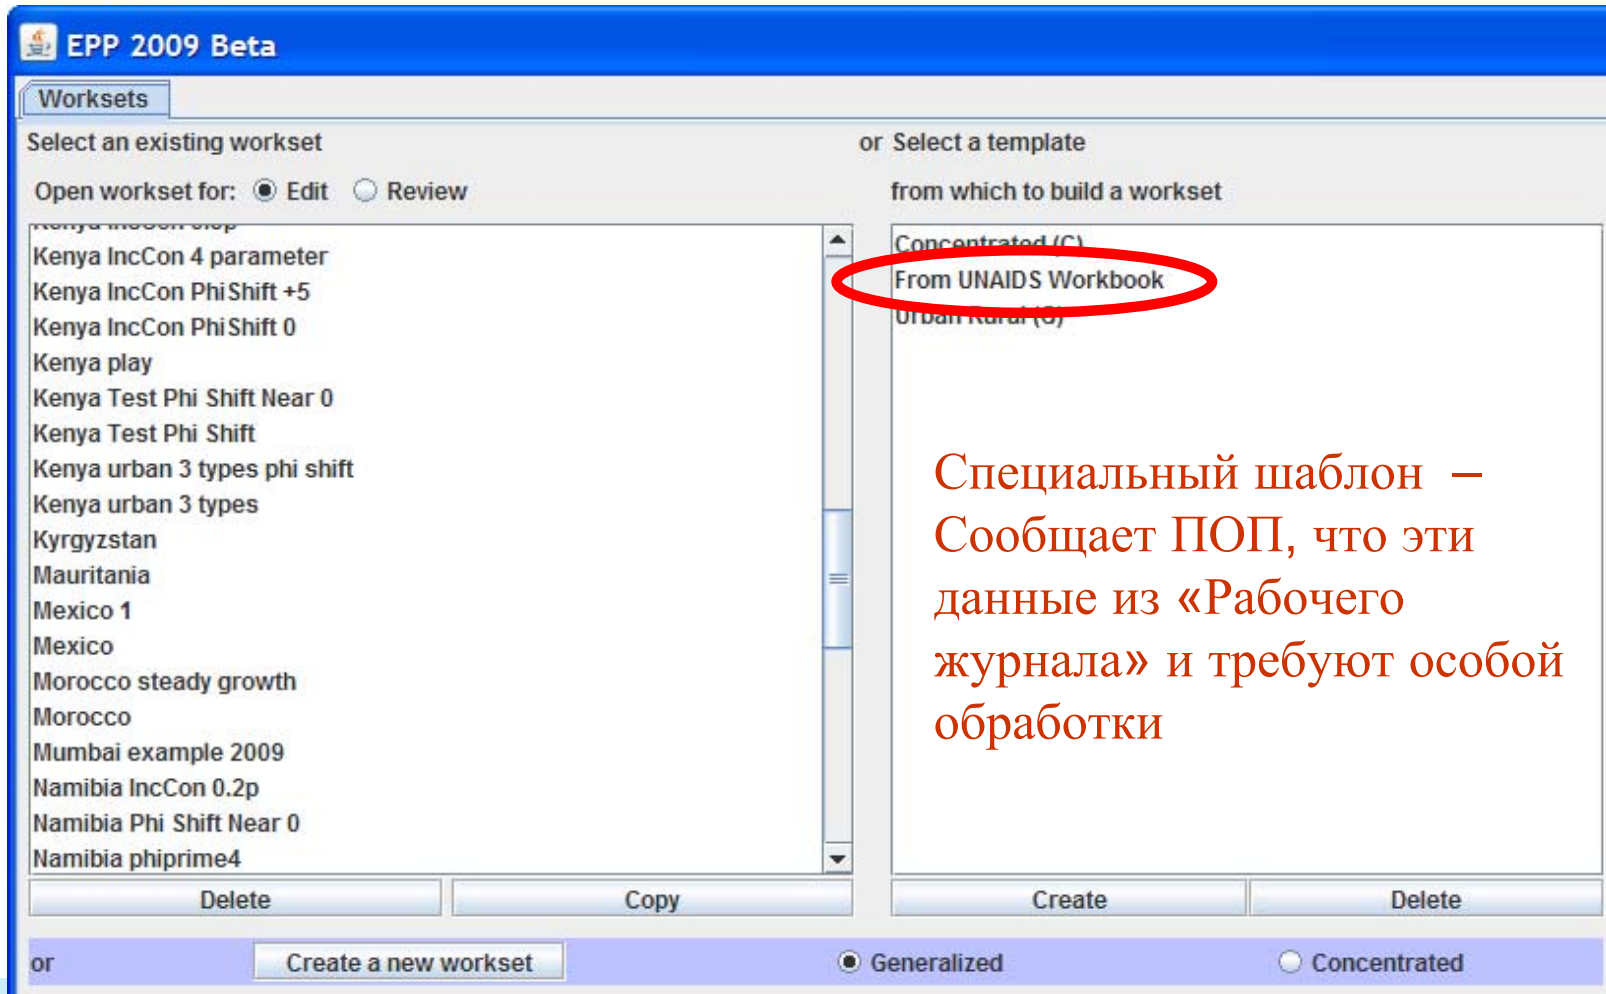 EPP 2009 Beta
Worksets
Select an existing workset
or Select a template
Open workset for: Edit Review
from which to build a workset
Kenya IncCon 4 parameter
Kenya IncCon PhiShift +5
Kenya IncCon PhiShift 0
Kenya play
Kenya Test Phi Shift Near 0
Kenya Test Phi Shift
Kenya urban 3 types phi shift
Kenya urban 3 types
Kyrgyzstan
Mauritania
Mexico 1
Mexico
Morocco steady growth
Morocco
Mumbai example 2009
Namibia IncCon 0.2p
Namibia Phi Shift Near 0
Namibia phiprime4
Concentrated (C)
From UNAIDS Workbook
Urban Rural (G)
Специальный шаблон –
Сообщает ПОП, что эти
данные из «Рабочего
журнала» и требуют особой
обработки
Delete Copy
Create Delete
or Create a new workset Generalized Concentrated